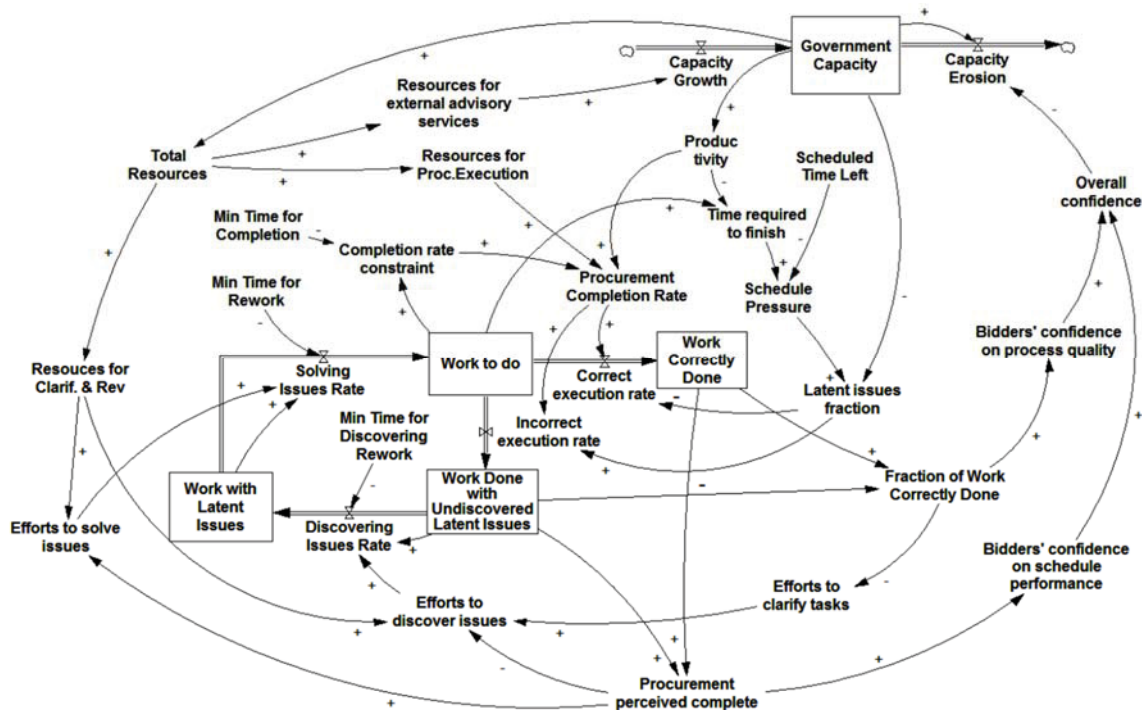 Government
Capacity
Capacity
Growth
Capacity
Erosion
Resources for
external advisory
services
Total
Resources
Resources for
Proc.Execution
Produc
tivity
Scheduled
Time Left
Overall
confidence
Min Time for
Completion
Completion rate
constraint
Time required
to finish
Procurement
Completion Rate
Schedule
Pressure
Min Time for
Rework
Bidders' confidence
on process quality
Resouces for
Clarif. & Rev
Solving
Issues Rate
Work to do
Work
Correctly
Done
Correct
execution rate
Latent issues
fraction
Incorrect
execution rate
Min Time for
Discovering
Rework
Work with
Latent
Issues
Work Done
with
Undiscovered
Latent Issues
Fraction of Work
Correctly Done
Efforts to solve
issues
Discovering
Issues Rate
Bidders' confidence
on schedule
performance
Efforts to
discover issues
Efforts to
clarify tasks
Procurement
perceived complete